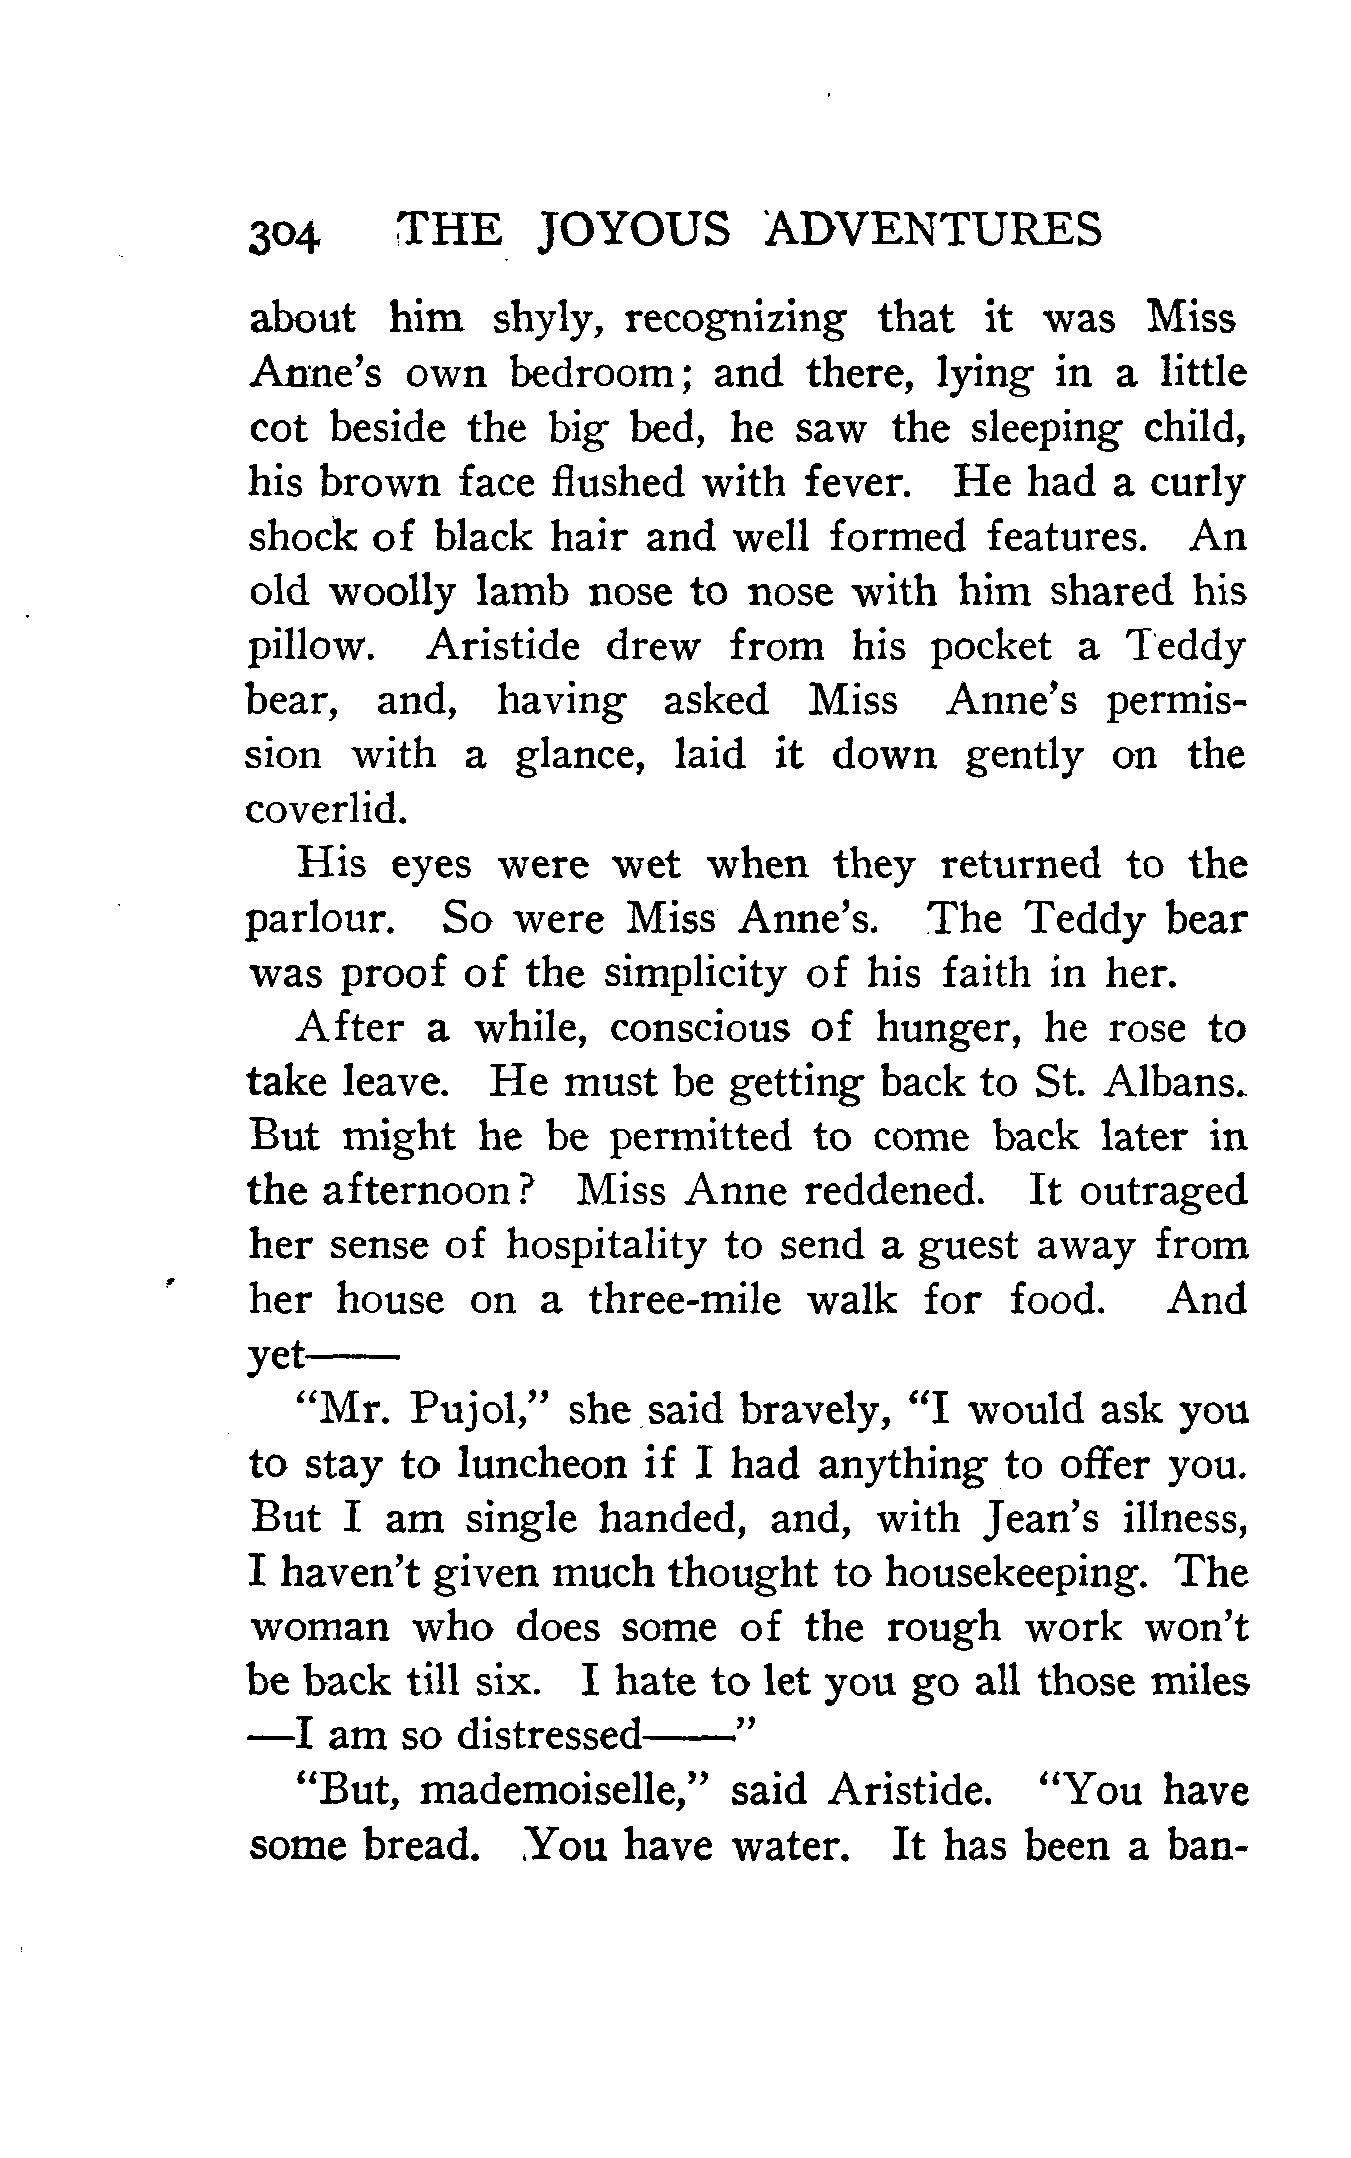 304 THE JOYOUS ADVENTURES
about him shyly, recognizing that it was Miss
Anne's own bedroom; and there, lying in a little
cot beside the big bed, he saw the sleeping child,
his brown face flushed with fever. He had a curly
shock of black hair and well formed features. An
old woolly lamb nose to nose with him shared his
pillow. Aristide drew from his pocket a Teddy
bear, and, having asked Miss Anne's permis-
sion with a glance, laid it down gently on the
coverlid.
His eyes were wet when they returned to the
parlour. So were Miss Anne's. The Teddy bear
was proof of the simplicity of his faith in her.
After a while, conscious of hunger, he rose to
take leave. He must be getting back to St. Albans.
But might he be permitted to come back later in
the afternoon? Miss Anne reddened. It outraged
her sense of hospitality to send a guest away from
her house on a three-mile walk for food. And
yet——
"Mr. Pujol," she said bravely, "I would ask you
to stay to luncheon if I had anything to offer you.
But I am single handed, and, with Jean's illness,
I haven't given much thought to housekeeping. The
woman who does some of the rough work won't
be back till six. I hate to let you go all those miles
—I am so distressed——"
"But, mademoiselle," said Aristide. "You have
some bread. You have water. It has been a ban-